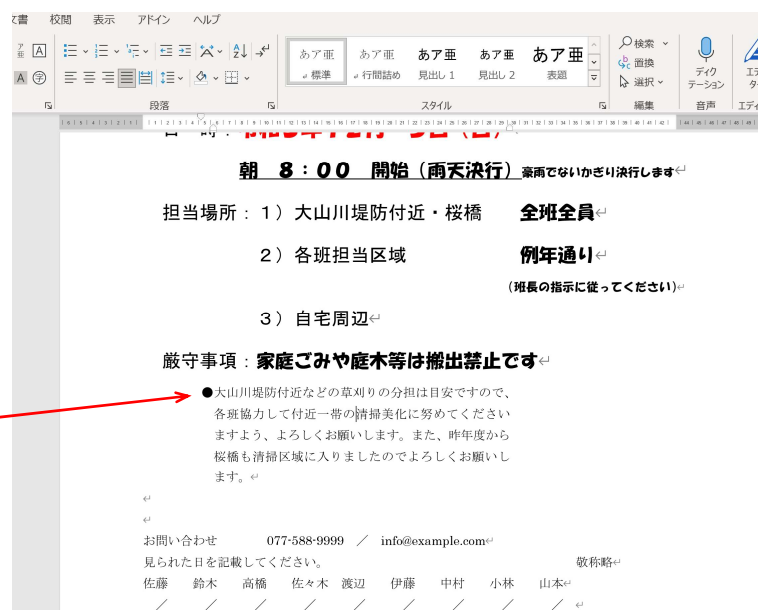 校閲 表示 アドイン ヘルプ
検索
あア亜 あア亜 あア亜 あア亜 あア亜
置換
標準 行間詰め 見出し 1 見出し 2 表題
選択
ディク
テーション
段落 スタイル 編集 音声
朝 8:00 開始(雨天決行)豪雨でないかぎり決行します
担当場所:1)大山川堤防付近・桜橋 全班全員
2)各班担当区域 例年通り
(班長の指示に従ってください)
3)自宅周辺
厳守事項:家庭ごみや庭木等は搬出禁止です
●大山川堤防付近などの草刈りの分担は目安ですので、
各班協力して付近一帯の清掃美化に努めてください
ますよう、よろしくお願いします。また、昨年度から
桜橋も清掃区域に入りましたのでよろしくお願いし
ます。
お問い合わせ 077-588-9999 / info@example.com
見られた日を記載してください。 敬称略
佐藤 鈴木 高橋 佐々木 渡辺 伊藤 中村 小林 山本
/ / / / / / / / /